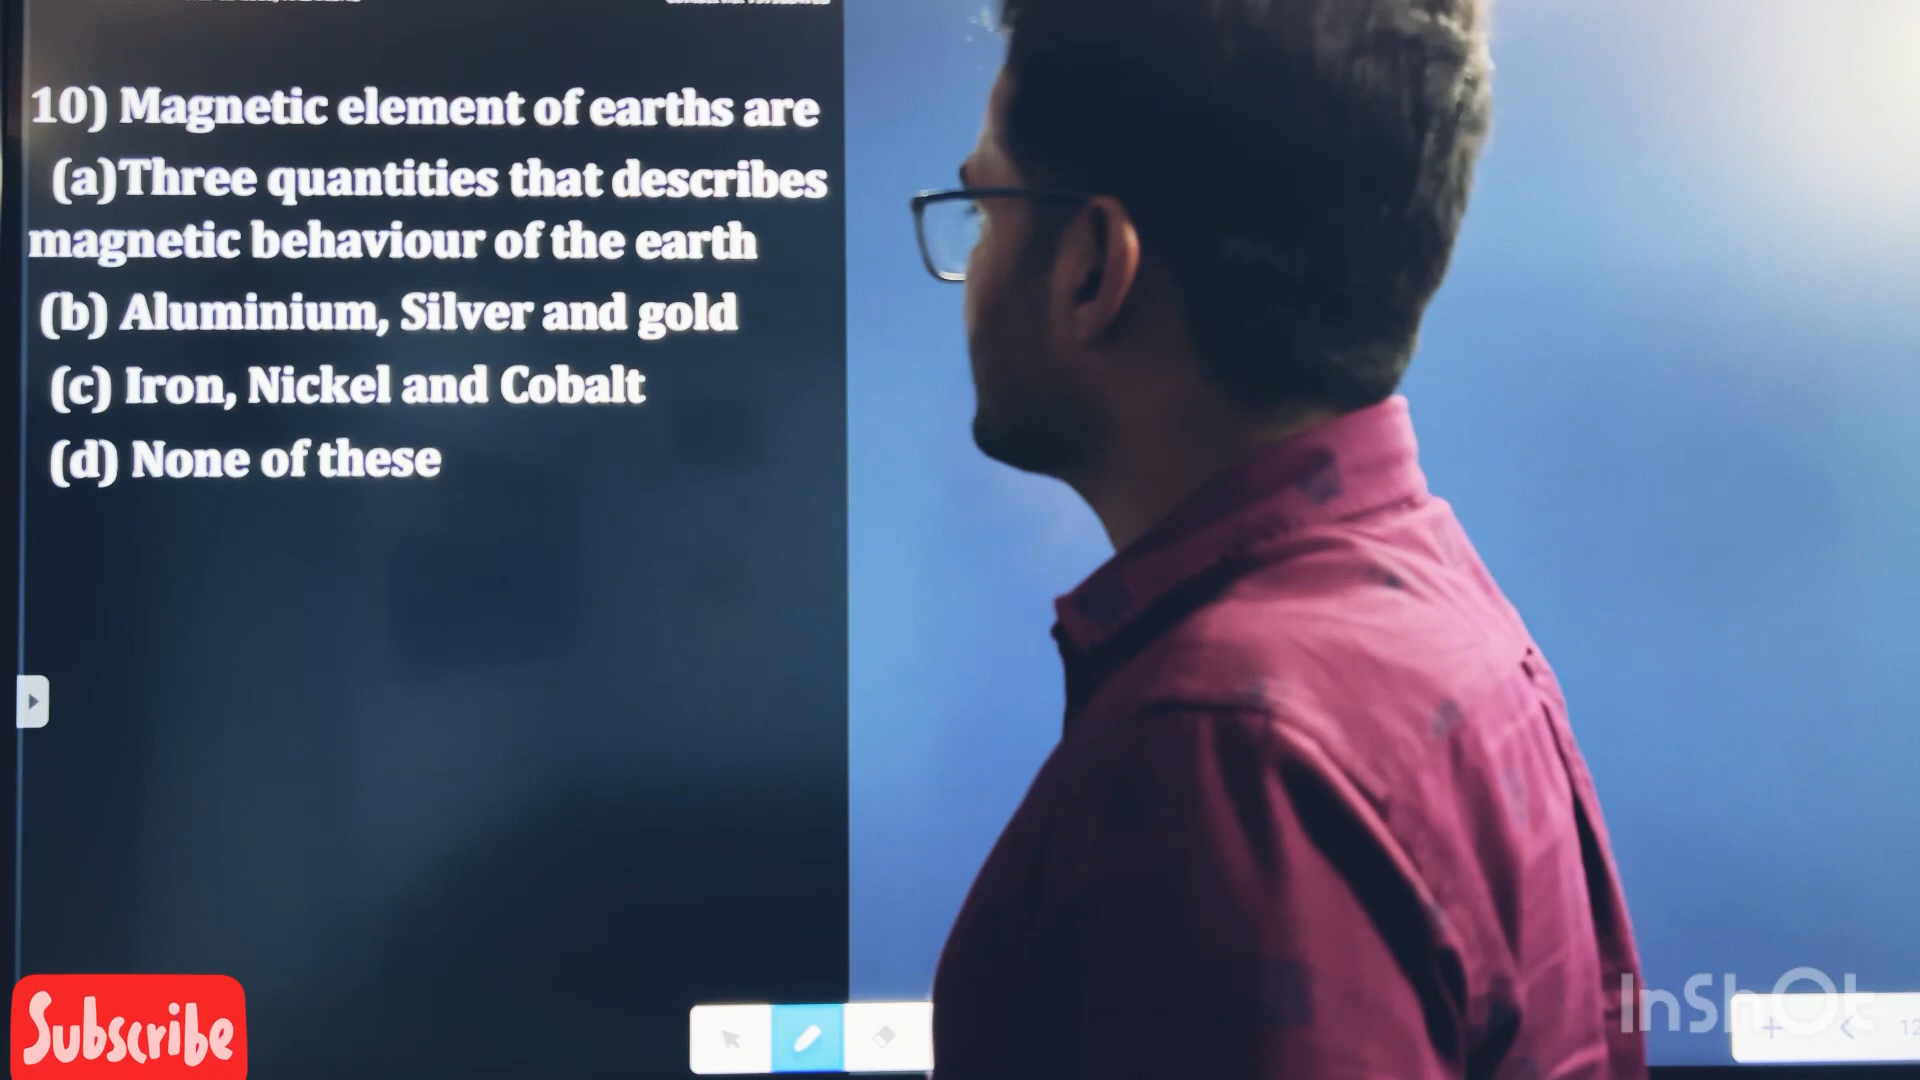 10) Magnetic element of earths are
(a)Three quantities that describes
magnetic behaviour of the earth
(b) Aluminium, Silver and gold
(c) Iron, Nickel and Cobalt
(d) None of these
Subscribe
InShOt
12